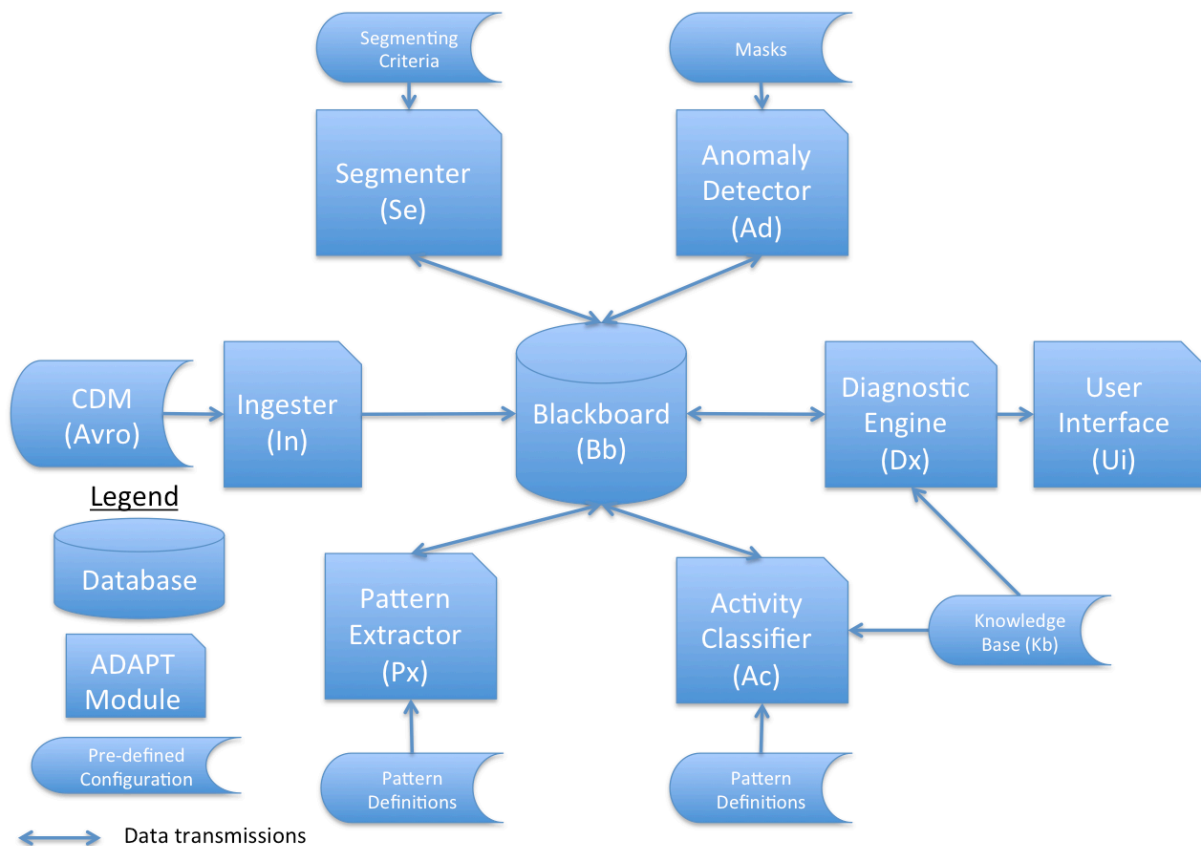 Segmenting
Criteria
Masks
Segmenter
(Se)
Anomaly
Detector
(Ad)
CDM
(Avro)
Ingester
(In)
Blackboard
(Bb)
Diagnostic
Engine
(Dx)
User
Interface
(Ui)
Legend
Database
ADAPT
Module
Pre-defined
Configuration
Data transmissions
Pattern
Extractor
(Px)
Activity
Classifier
(Ac)
Knowledge
Base (Kb)
Pattern
Definitions
Pattern
Definitions